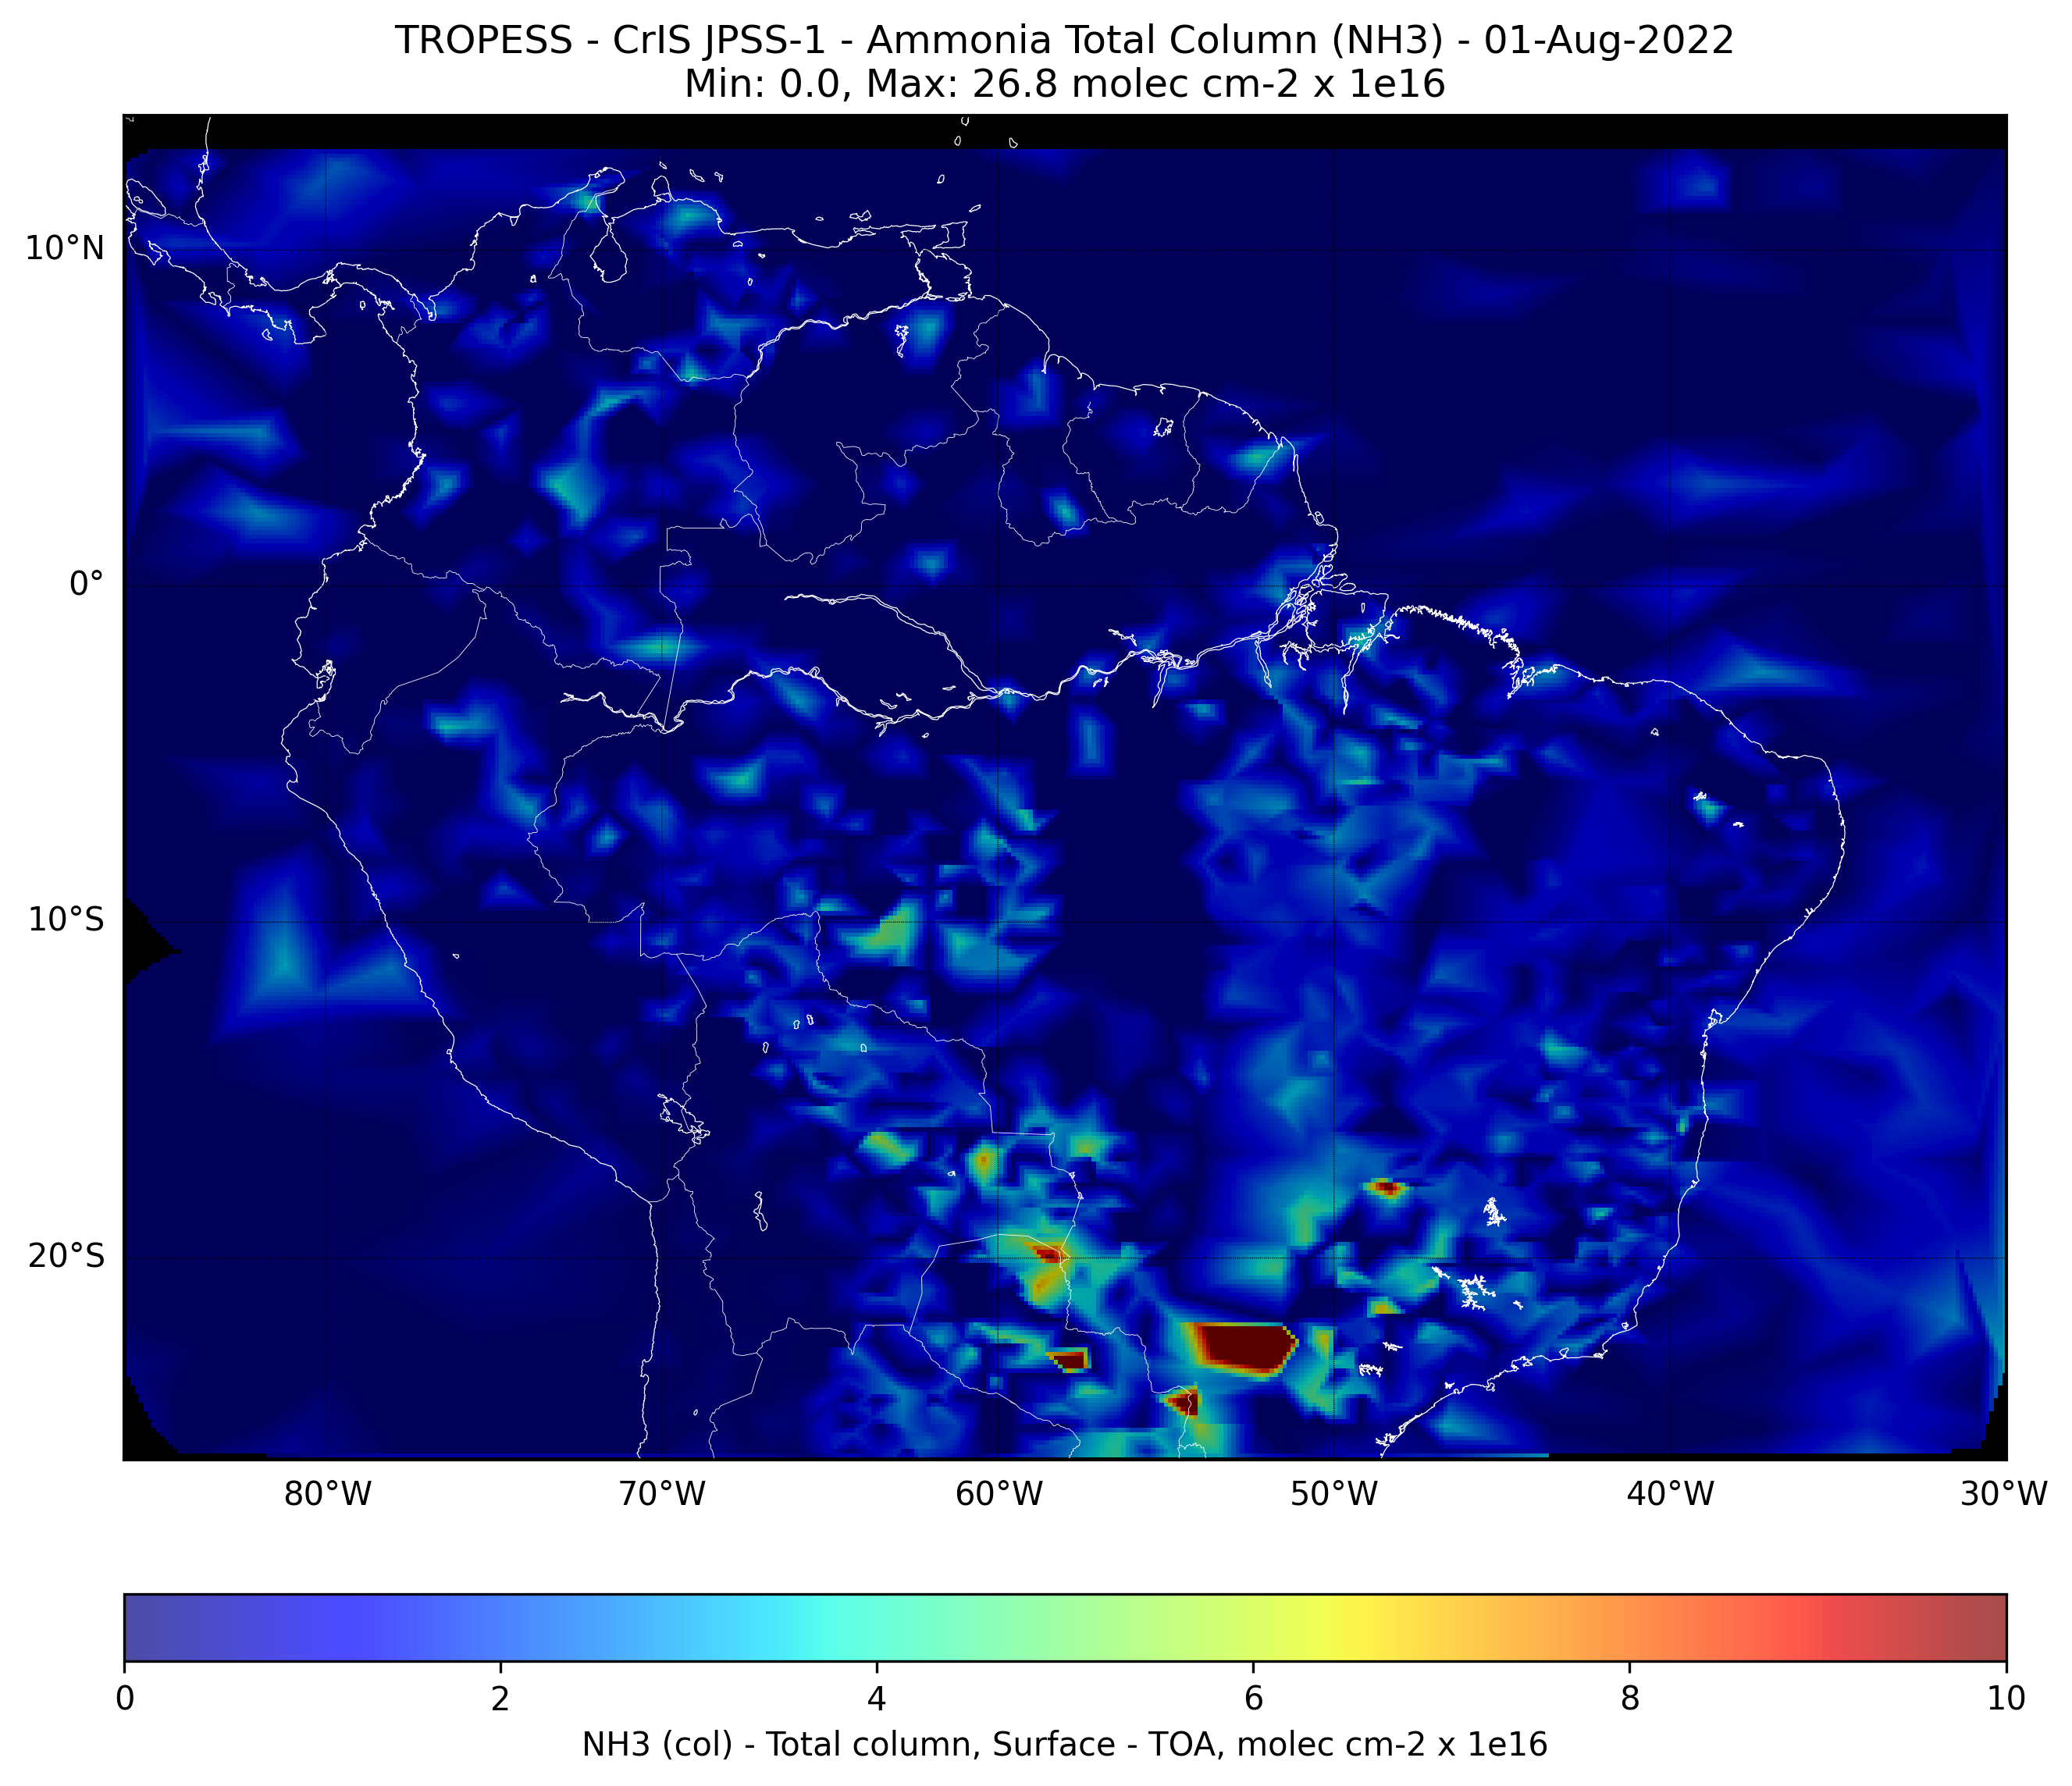 TROPESS - CrIS JPSS-1 - Ammonia Total Column (NH3) - 01-Aug-2022
Min: 0.0, Max: 26.8 molec cm-2 x 1e16
10°N
0°
10°S
20°S
80°W 70°W 60°W 50°W 40°W 30°W
0 2 4 6 8 10
NH3 (col) - Total column, Surface - TOA, molec cm-2 x 1e16